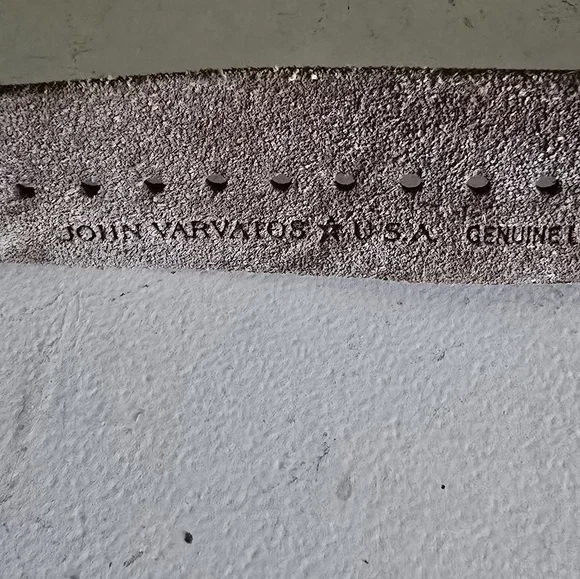 JOHN VARVATOS ★ U.S.A. GENUINE L